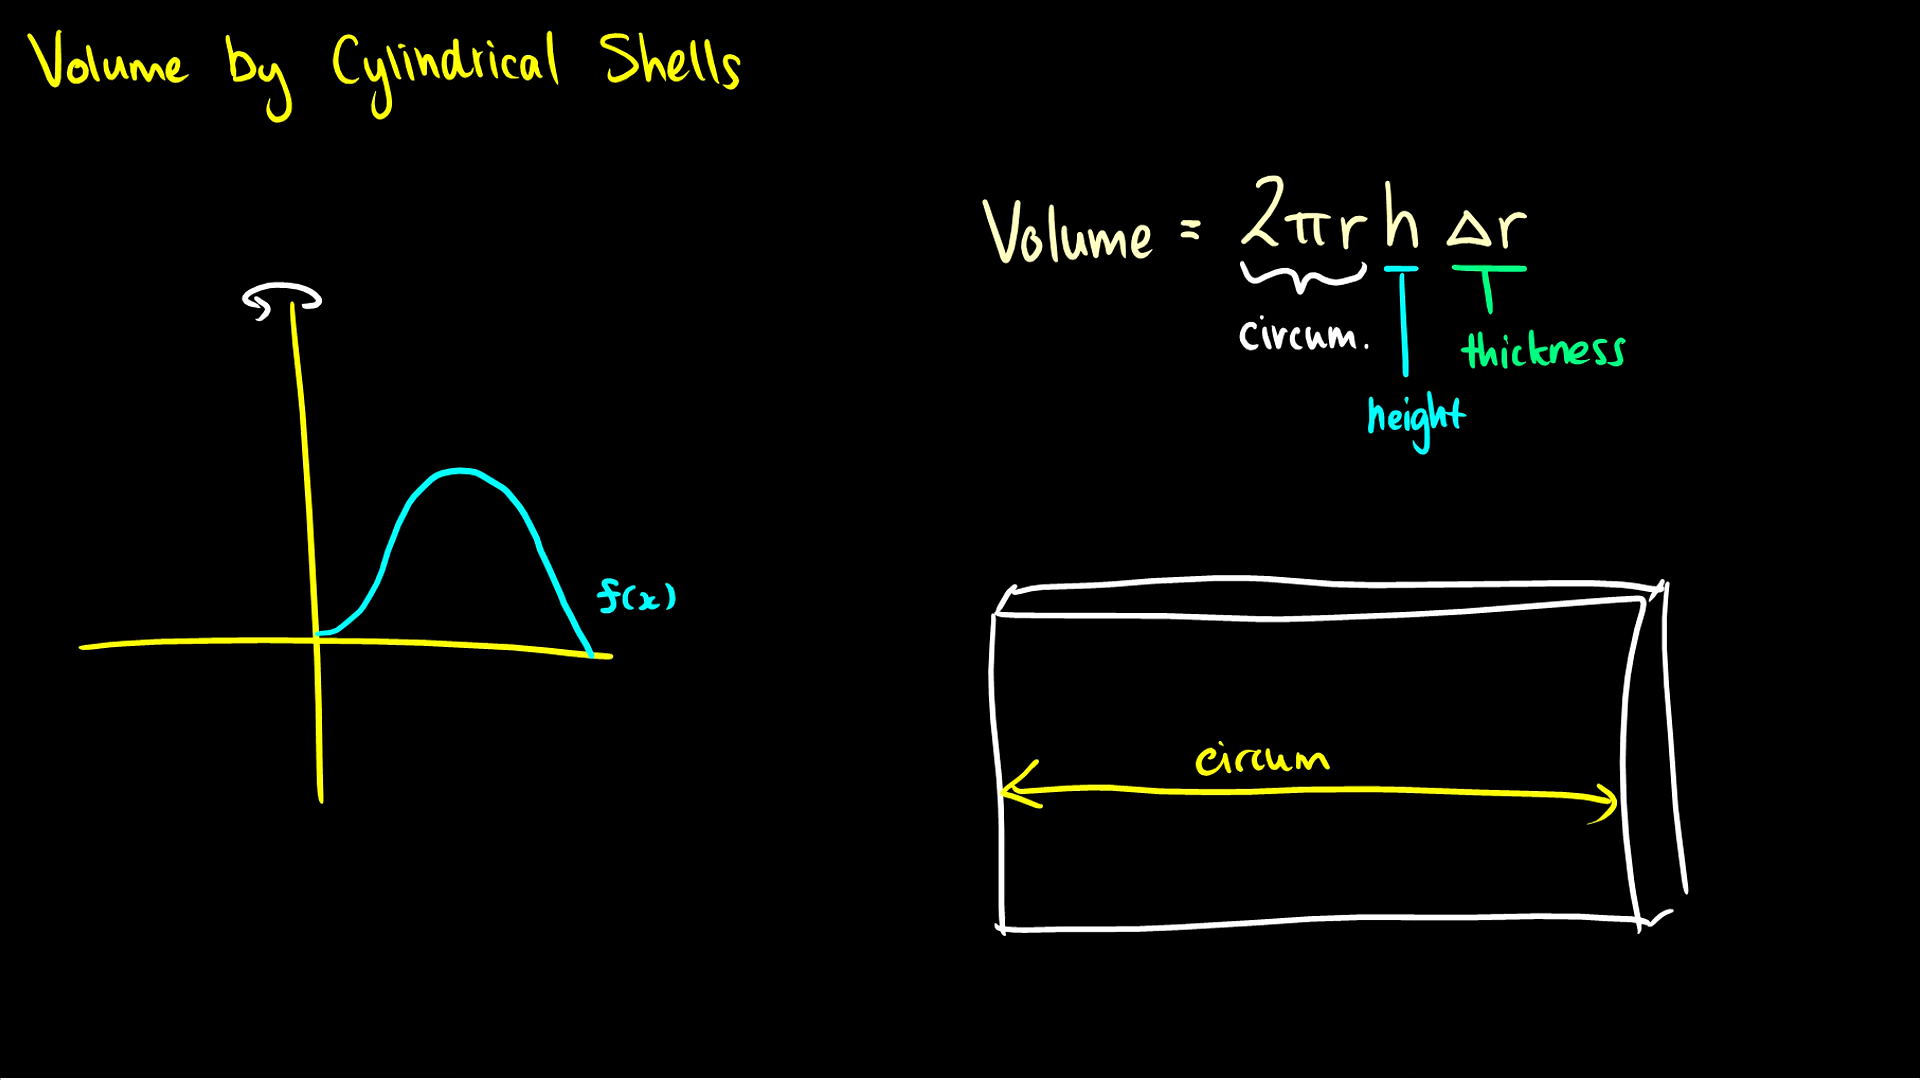 Volume by Cylindrical Shells
Volume = 2πr h Δr
circum.
thickness
height
f(x)
circum